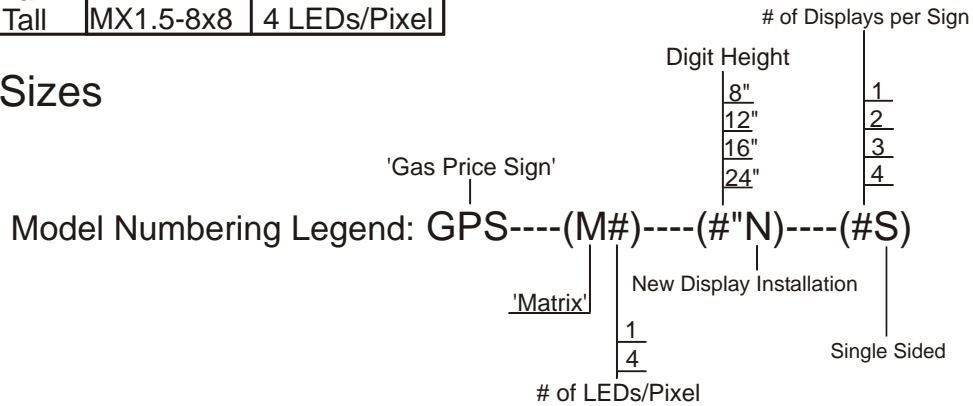 Tall MX1.5-8x8 4 LEDs/Pixel
# of Displays per Sign
Digit Height
Sizes
8"
12"
16"
24"
1
2
3
4
'Gas Price Sign'
Model Numbering Legend: GPS----(M#)----(#"N)----(#S)
'Matrix'
New Display Installation
1
4
Single Sided
# of LEDs/Pixel